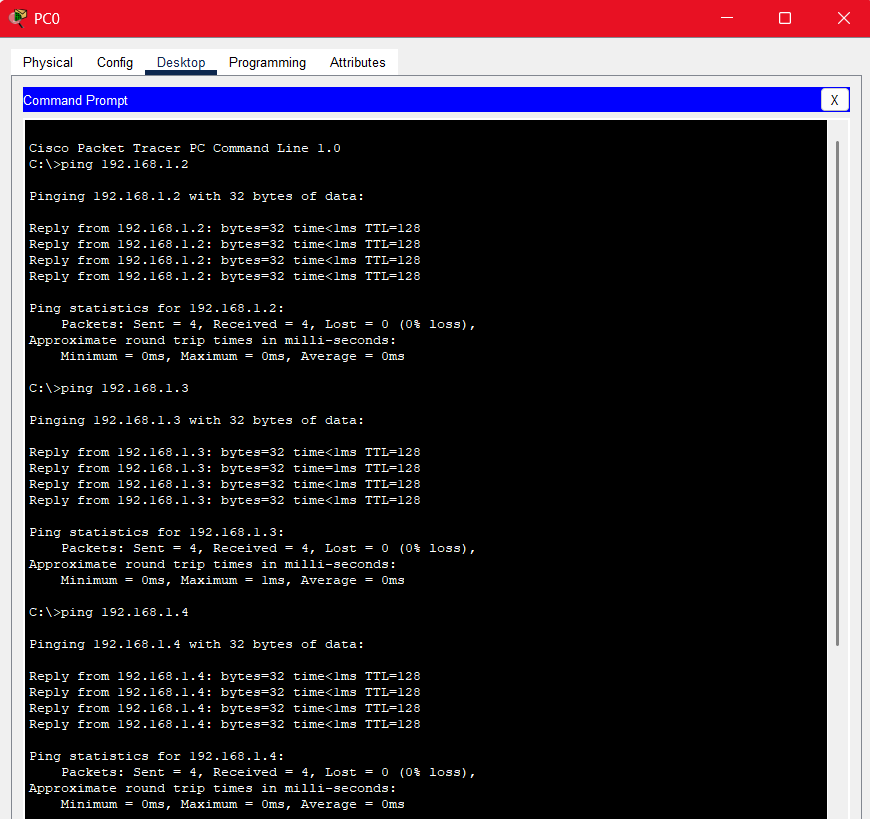 PC0
Physical Config Desktop Programming Attributes
Command Prompt X
Cisco Packet Tracer PC Command Line 1.0
C:\>ping 192.168.1.2
Pinging 192.168.1.2 with 32 bytes of data:
Reply from 192.168.1.2: bytes=32 time<1ms TTL=128
Reply from 192.168.1.2: bytes=32 time<1ms TTL=128
Reply from 192.168.1.2: bytes=32 time<1ms TTL=128
Reply from 192.168.1.2: bytes=32 time<1ms TTL=128
Ping statistics for 192.168.1.2:
Packets: Sent = 4, Received = 4, Lost = 0 (0% loss),
Approximate round trip times in milli-seconds:
Minimum = 0ms, Maximum = 0ms, Average = 0ms
C:\>ping 192.168.1.3
Pinging 192.168.1.3 with 32 bytes of data:
Reply from 192.168.1.3: bytes=32 time<1ms TTL=128
Reply from 192.168.1.3: bytes=32 time=1ms TTL=128
Reply from 192.168.1.3: bytes=32 time<1ms TTL=128
Reply from 192.168.1.3: bytes=32 time<1ms TTL=128
Ping statistics for 192.168.1.3:
Packets: Sent = 4, Received = 4, Lost = 0 (0% loss),
Approximate round trip times in milli-seconds:
Minimum = 0ms, Maximum = 1ms, Average = 0ms
C:\>ping 192.168.1.4
Pinging 192.168.1.4 with 32 bytes of data:
Reply from 192.168.1.4: bytes=32 time<1ms TTL=128
Reply from 192.168.1.4: bytes=32 time<1ms TTL=128
Reply from 192.168.1.4: bytes=32 time<1ms TTL=128
Reply from 192.168.1.4: bytes=32 time<1ms TTL=128
Ping statistics for 192.168.1.4:
Packets: Sent = 4, Received = 4, Lost = 0 (0% loss),
Approximate round trip times in milli-seconds:
Minimum = 0ms, Maximum = 0ms, Average = 0ms